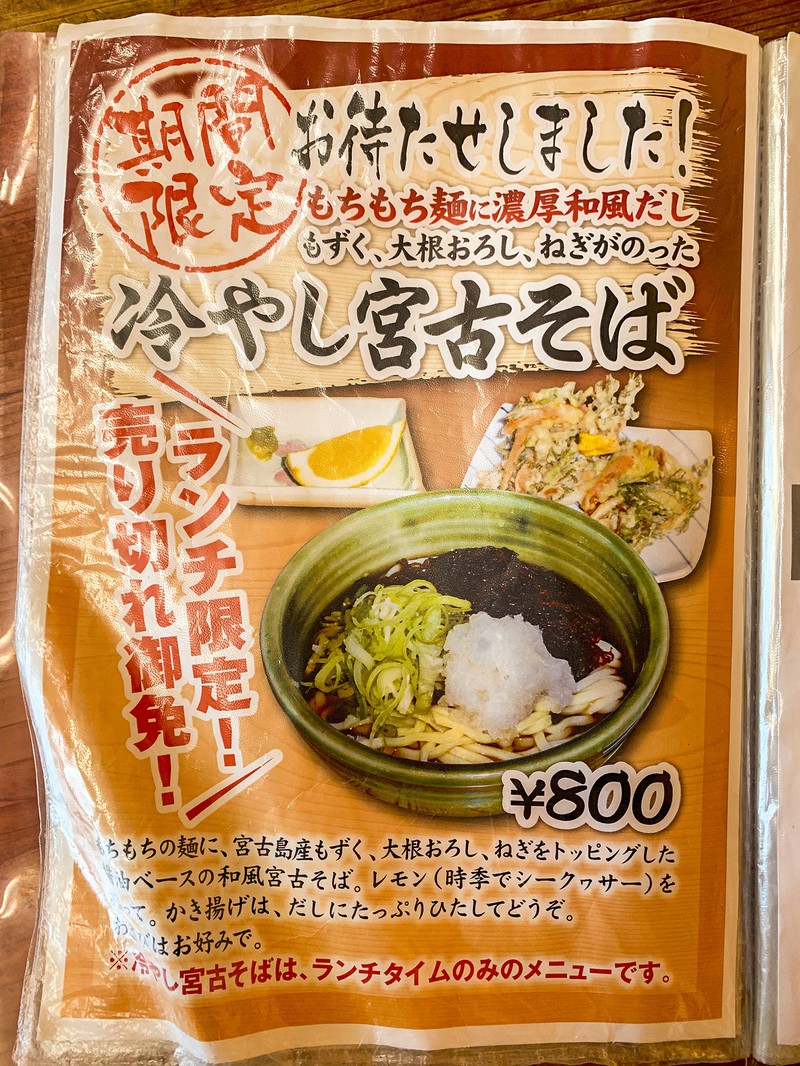 期間
限定
お待たせしました！
もちもち麺に濃厚和風だし
もずく、大根おろし、ねぎがのった
冷やし宮古そば
ランチ限定！
売り切れ御免！
¥800
もちもちの麺に、宮古島産もずく、大根おろし、ねぎをトッピングした
油ベースの和風宮古そば。レモン（時季でシークヮサー）を
って。かき揚げは、だしにたっぷりひたしてどうぞ。
わさびはお好みで。
※冷やし宮古そばは、ランチタイムのみのメニューです。